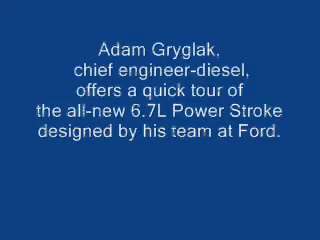 Adam Gryglak,
chief engineer-diesel,
offers a quick tour of
the all-new 6.7L Power Stroke
designed by his team at Ford.